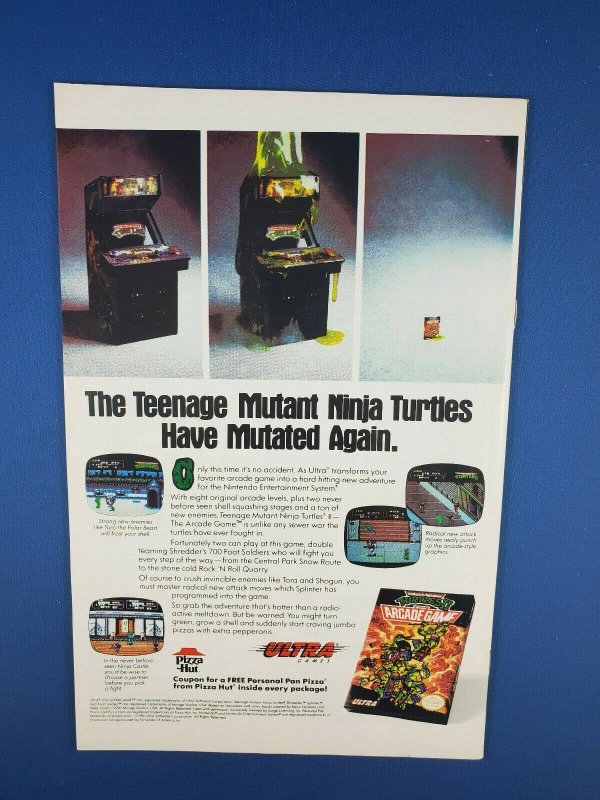 The Teenage Mutant Ninja Turtles
Have Mutated Again.
Only this time it's no accident. As Ultra® transforms your
favorite arcade game into a hard hitting new adventure
for the Nintendo Entertainment System®.
With eight original arcade levels, plus two never
before seen shell squashing stages and a ton of
new enemies, Teenage Mutant Ninja Turtles® II—
The Arcade Game™ is unlike any sewer war the
turtles have ever fought in.
Fortunately two can play at this game, double
teaming Shredder's 700 Foot Soldiers who will fight you
every step of the way—from the Central Park Snow Route
to the stone cold Rock 'N Roll Quarry.
Of course to crush invincible enemies like Tora and Shogun, you
must master radical new attack moves which Splinter has
programmed into the game.
So grab the adventure that's hotter than a radio-
active meltdown. But be warned. You might turn
green, grow a shell and suddenly start craving jumbo
pizzas with extra pepperonis.
Strong new enemies
like Tora the Polar Beast
will frost your shell.
Radical new attack
moves really punch
up the arcade-style
graphics.
In the never before
seen Ninja Castle
you'd be wise to
choose a partner
before you pick
a fight.
Pizza
Hut
ULTRA
GAMES
Coupon for a FREE Personal Pan Pizza®
from Pizza Hut® inside every package!
TURTLES
ARCADE GAME
ULTRA